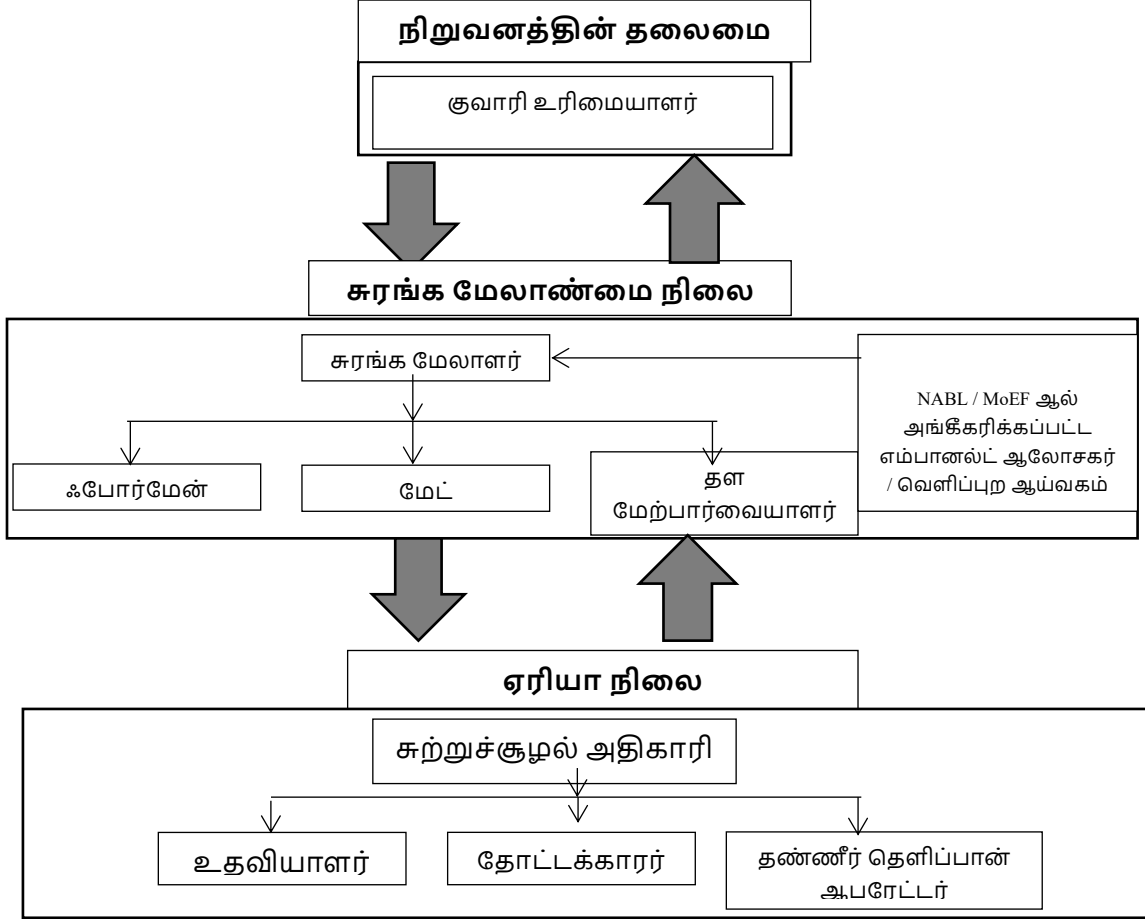 நிறுவனத்தின் தலைமை
குவாரி உரிமையாளர்
சுரங்க மேலாண்மை நிலை
சுரங்க மேலாளர்
NABL / MoEF ஆல்
அங்கீகரிக்கப்பட்ட
எம்பானல்ட் ஆலோசகர்
/ வெளிப்புற ஆய்வகம்
ஃபோர்மேன்
மேட்
தள
மேற்பார்வையாளர்
ஏரியா நிலை
சுற்றுச்சூழல் அதிகாரி
உதவியாளர்
தோட்டக்காரர்
தண்ணீர் தெளிப்பான்
ஆபரேட்டர்